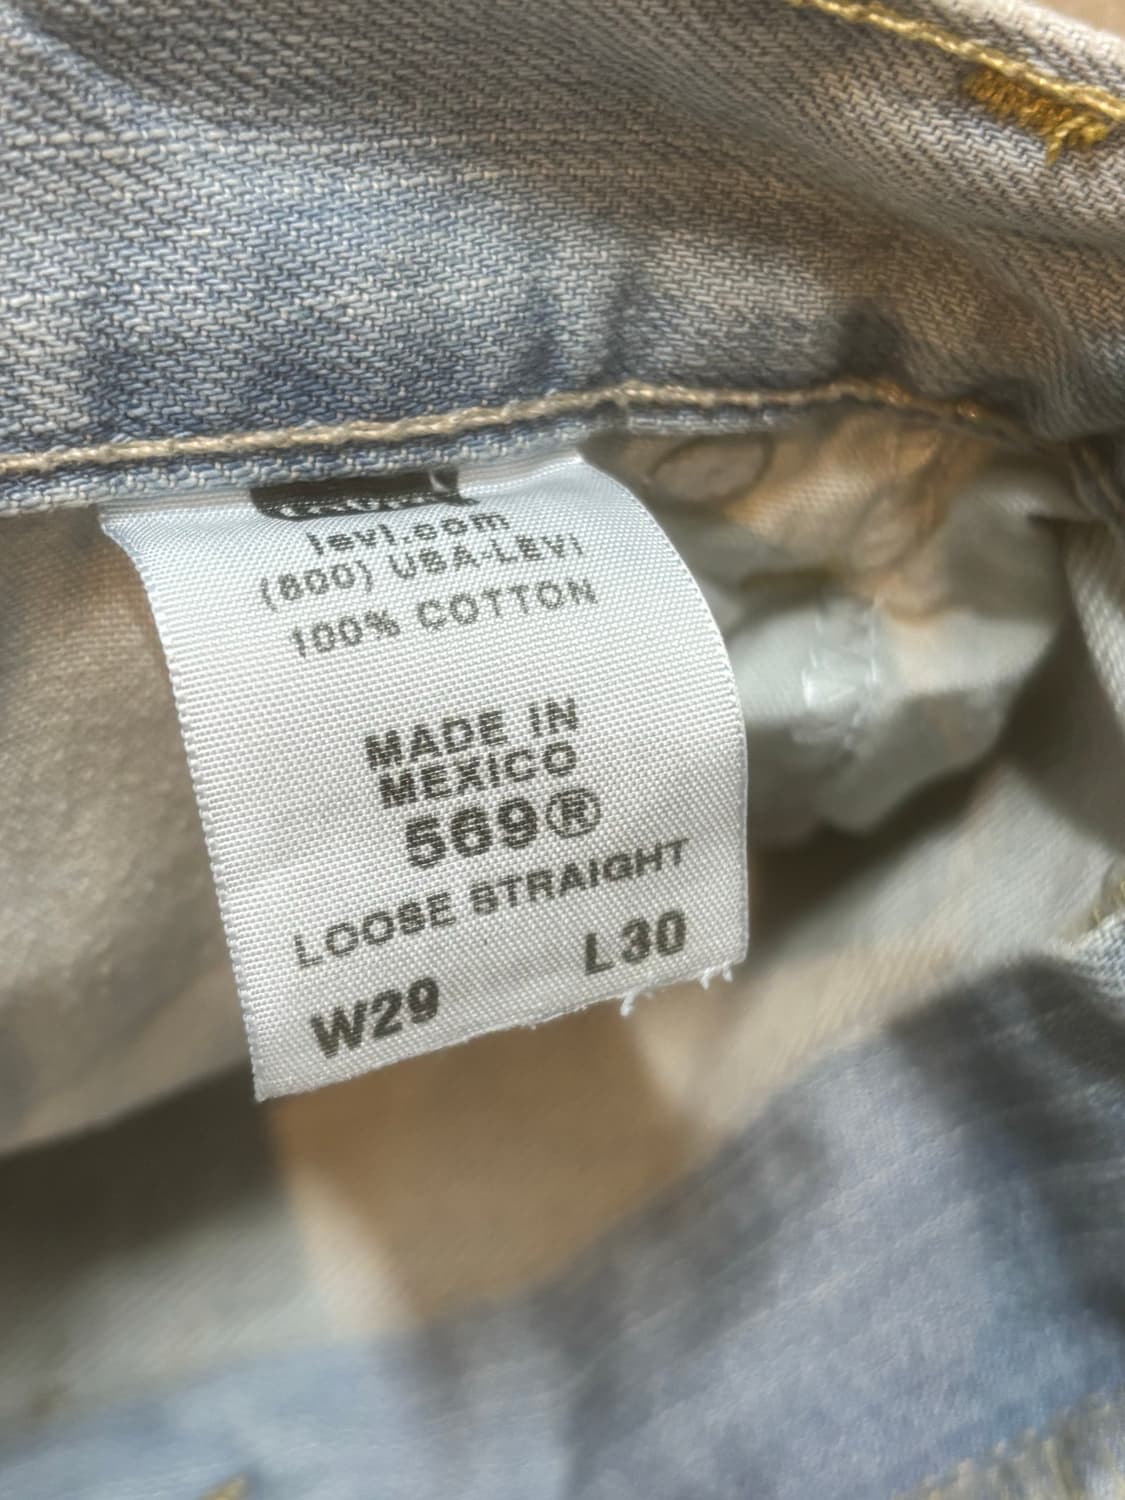 levi.com
(800) USA-LEVI
100% COTTON
MADE IN
MEXICO
569®
LOOSE STRAIGHT
W29 L30